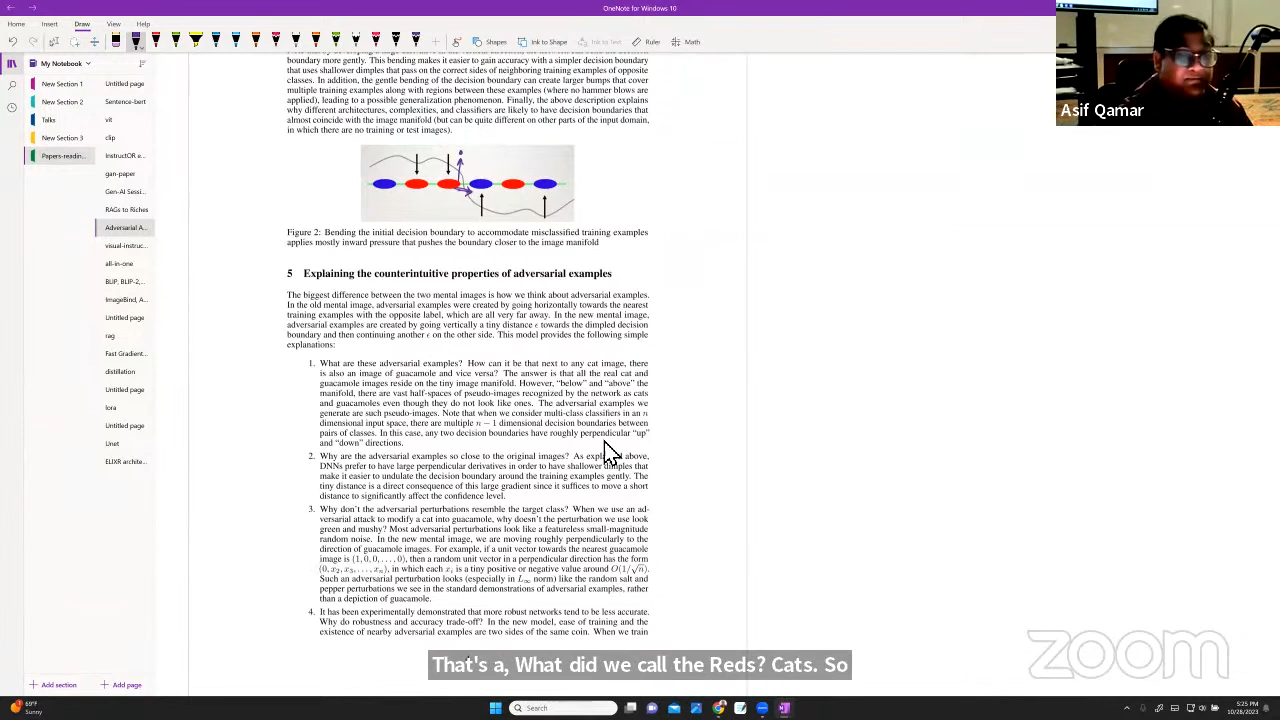 OneNote for Windows 10
Home Insert Draw View Help
Shapes Ink to Shape Ink to Text Ruler Math
My Notebook
New Section 1
New Section 2
Talks
New Section 3
Papers-readin...
Untitled page
Sentence-bert
vit
clip
InstructOR e...
gan-paper
Gen-AI Sessi...
RAGs to Riches
Adversarial A...
visual-instruc...
all-in-one
BLIP, BLIP-2,...
ImageBind, A...
Untitled page
rag
Fast Gradient...
distillation
Untitled page
lora
Untitled page
Unet
ELIXR archite...
Add section
Add page
boundary more gently. This bending makes it easier to gain accuracy with a simpler decision boundary
that uses shallower dimples that pass on the correct sides of neighboring training examples of opposite
classes. In addition, the gentle bending of the decision boundary can create larger bumps that cover
multiple training examples along with regions between these examples (where no hammer blows are
applied), leading to a possible generalization phenomenon. Finally, the above description explains
why different architectures, complexities, and classifiers are likely to have decision boundaries that
almost coincide with the image manifold (but can be quite different on other parts of the input domain,
in which there are no training or test images).
Figure 2: Bending the initial decision boundary to accommodate misclassified training examples
applies mostly inward pressure that pushes the boundary closer to the image manifold
5 Explaining the counterintuitive properties of adversarial examples
The biggest difference between the two mental images is how we think about adversarial examples.
In the old mental image, adversarial examples were created by going horizontally towards the nearest
training examples with the opposite label, which are all very far away. In the new mental image,
adversarial examples are created by going vertically a tiny distance ϵ towards the dimpled decision
boundary and then continuing another ϵ on the other side. This model provides the following simple
explanations:
1. What are these adversarial examples? How can it be that next to any cat image, there
is also an image of guacamole and vice versa? The answer is that all the real cat and
guacamole images reside on the tiny image manifold. However, “below” and “above” the
manifold, there are vast half-spaces of pseudo-images recognized by the network as cats
and guacamoles even though they do not look like ones. The adversarial examples we
generate are such pseudo-images. Note that when we consider multi-class classifiers in an n
dimensional input space, there are multiple n − 1 dimensional decision boundaries between
pairs of classes. In this case, any two decision boundaries have roughly perpendicular “up”
and “down” directions.
2. Why are the adversarial examples so close to the original images? As above,
DNNs prefer to have large perpendicular derivatives in order to have shallower dimples that
make it easier to undulate the decision boundary around the training examples gently. The
tiny distance is a direct consequence of this large gradient since it suffices to move a short
distance to significantly affect the confidence level.
3. Why don't the adversarial perturbations resemble the target class? When we use an ad-
versarial attack to modify a cat into guacamole, why doesn't the perturbation we use look
green and mushy? Most adversarial perturbations look like a featureless small-magnitude
random noise. In the new mental image, we are moving roughly perpendicularly to the
direction of guacamole images. For example, if a unit vector towards the nearest guacamole
image is (1, 0, 0, . . . , 0), then a random unit vector in a perpendicular direction has the form
(0, x2, x3, . . . , xn), in which each xi is a tiny positive or negative value around O(1/√n).
Such an adversarial perturbation looks (especially in L∞ norm) like the random salt and
pepper perturbations we see in the standard demonstrations of adversarial examples, rather
than a depiction of guacamole.
4. It has been experimentally demonstrated that more robust networks tend to be less accurate.
Why do robustness and accuracy trade-off? In the new model, ease of training and the
existence of nearby adversarial examples are two sides of the same coin. When we train
Asif Qamar
zoom
That's a, What did we call the Reds? Cats. So
69°F
Sunny
Search
5:25 PM
10/28/2023